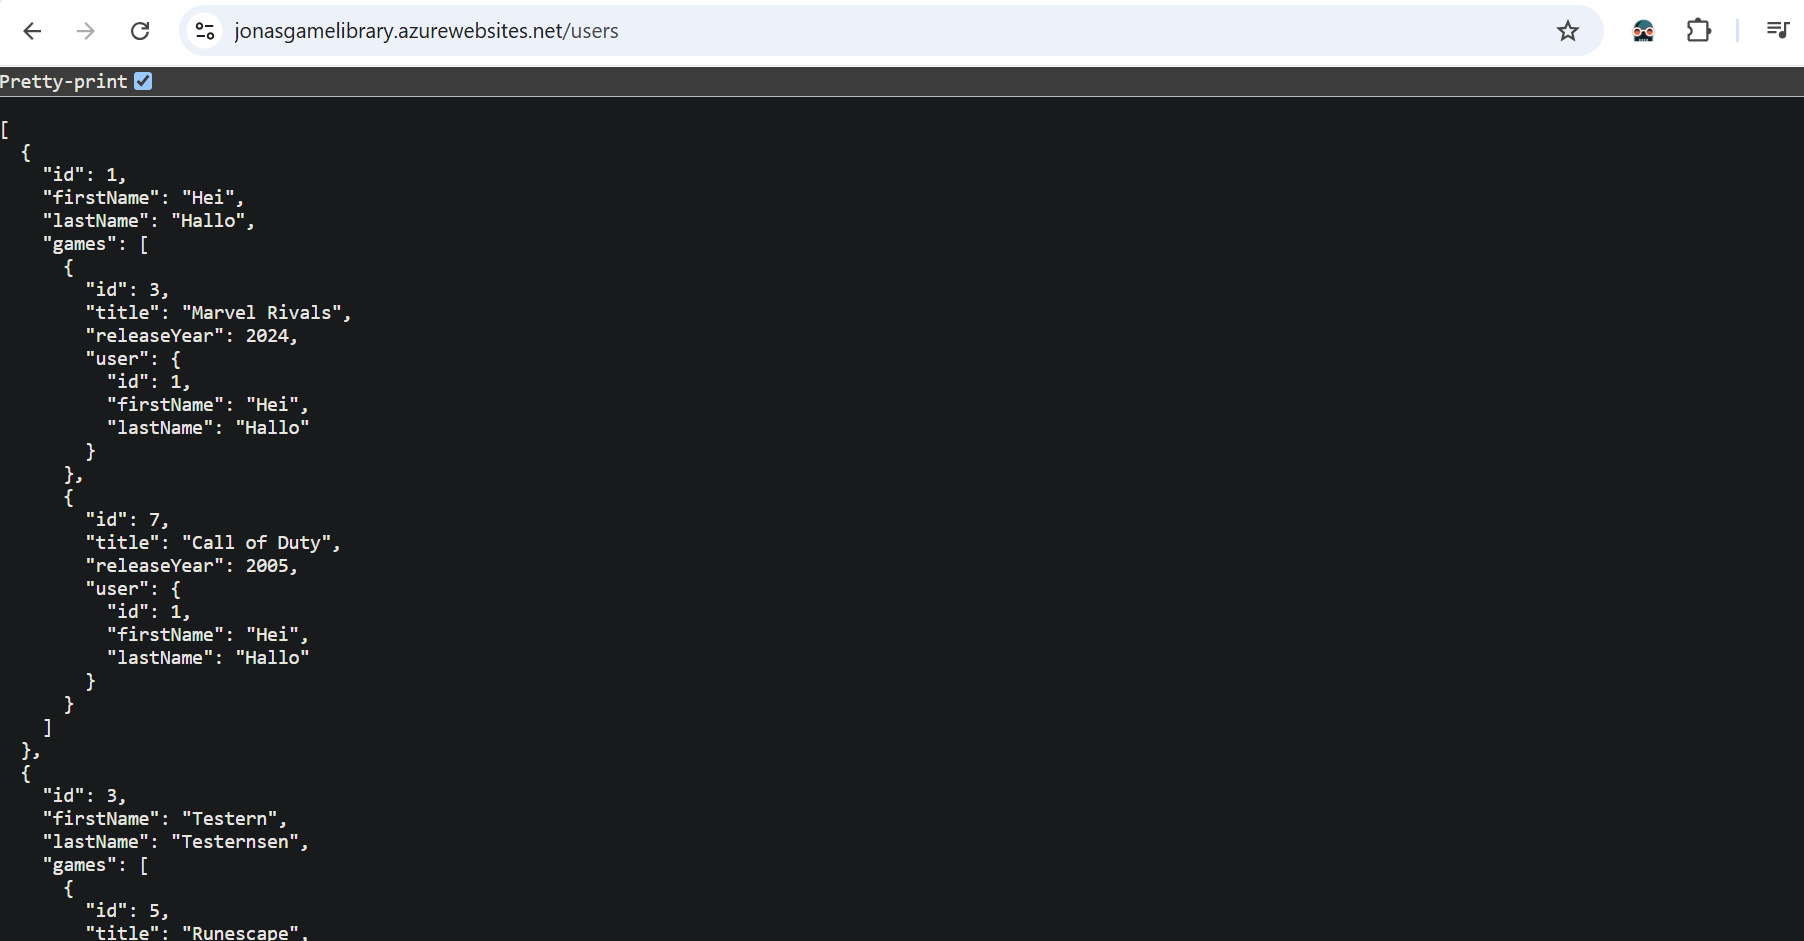 jonasgamelibrary.azurewebsites.net/users
Pretty-print
[
  {
    "id": 1,
    "firstName": "Hei",
    "lastName": "Hallo",
    "games": [
      {
        "id": 3,
        "title": "Marvel Rivals",
        "releaseYear": 2024,
        "user": {
          "id": 1,
          "firstName": "Hei",
          "lastName": "Hallo"
        }
      },
      {
        "id": 7,
        "title": "Call of Duty",
        "releaseYear": 2005,
        "user": {
          "id": 1,
          "firstName": "Hei",
          "lastName": "Hallo"
        }
      }
    ]
  },
  {
    "id": 3,
    "firstName": "Testern",
    "lastName": "Testernsen",
    "games": [
      {
        "id": 5,
        "title": "Runescape",